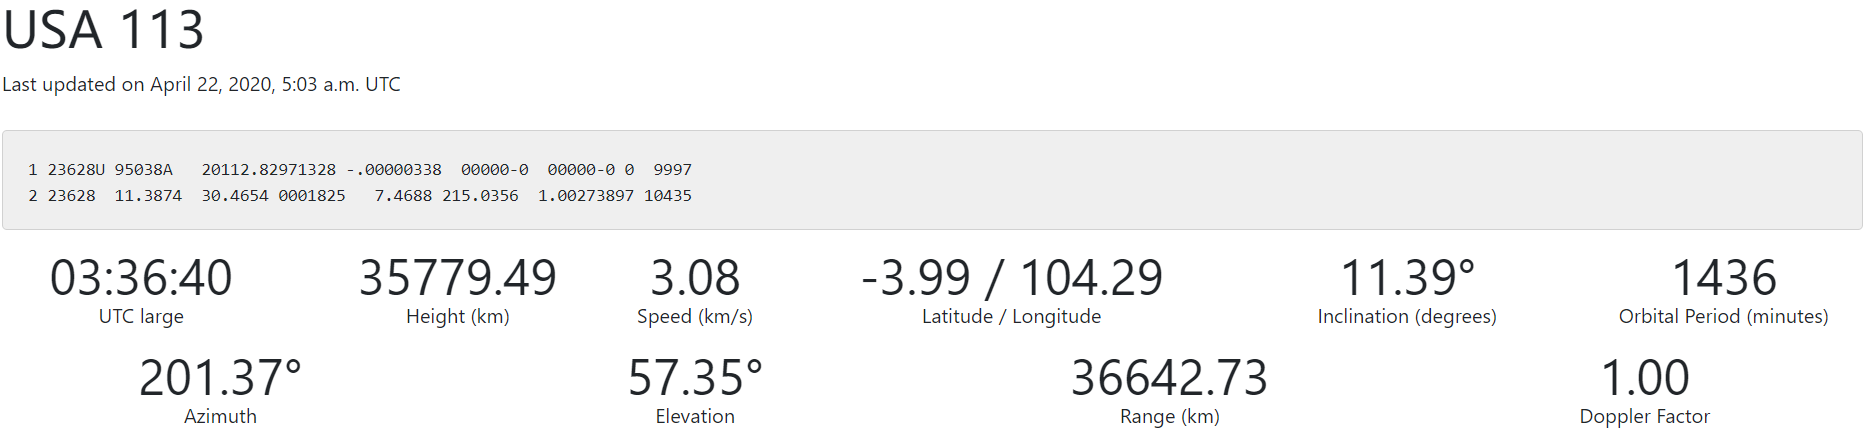 USA 113
Last updated on April 22, 2020, 5:03 a.m. UTC
1 23628U 95038A   20112.82971328 -.00000338  00000-0  00000-0 0  9997
2 23628  11.3874  30.4654 0001825   7.4688 215.0356  1.00273897 10435
03:36:40 35779.49 3.08 -3.99 / 104.29 11.39° 1436
UTC large Height (km) Speed (km/s) Latitude / Longitude Inclination (degrees) Orbital Period (minutes)
201.37° 57.35° 36642.73 1.00
Azimuth Elevation Range (km) Doppler Factor